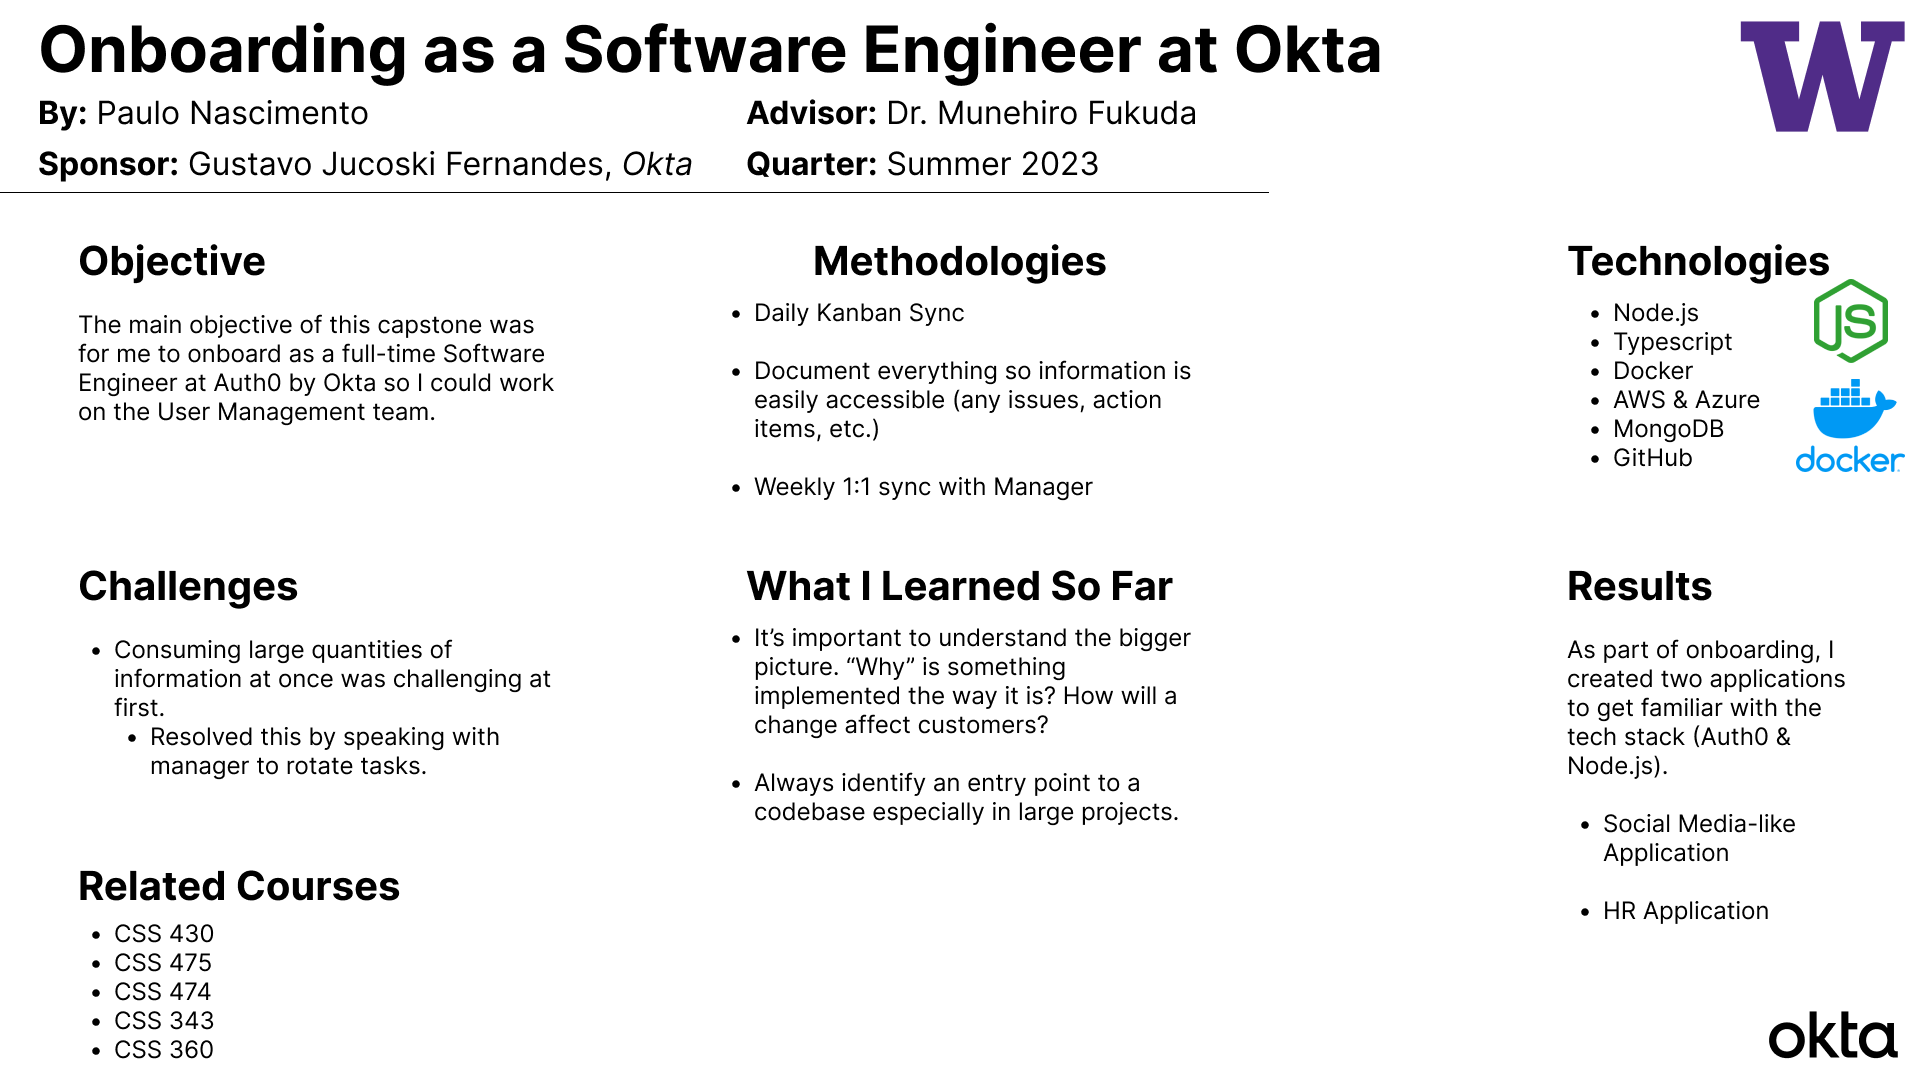 Onboarding as a Software Engineer at Okta
W
By: Paulo Nascimento
Advisor: Dr. Munehiro Fukuda
Sponsor: Gustavo Jucoski Fernandes, Okta
Quarter: Summer 2023
Objective
The main objective of this capstone was
for me to onboard as a full-time Software
Engineer at Auth0 by Okta so I could work
on the User Management team.
Methodologies
• Daily Kanban Sync
• Document everything so information is
easily accessible (any issues, action
items, etc.)
• Weekly 1:1 sync with Manager
Technologies
• Node.js
• Typescript
• Docker
• AWS & Azure
• MongoDB
• GitHub
JS
docker
Challenges
• Consuming large quantities of
information at once was challenging at
first.
• Resolved this by speaking with
manager to rotate tasks.
What I Learned So Far
• It’s important to understand the bigger
picture. “Why” is something
implemented the way it is? How will a
change affect customers?
• Always identify an entry point to a
codebase especially in large projects.
Results
As part of onboarding, I
created two applications
to get familiar with the
tech stack (Auth0 &
Node.js).
• Social Media-like
Application
• HR Application
Related Courses
• CSS 430
• CSS 475
• CSS 474
• CSS 343
• CSS 360
okta